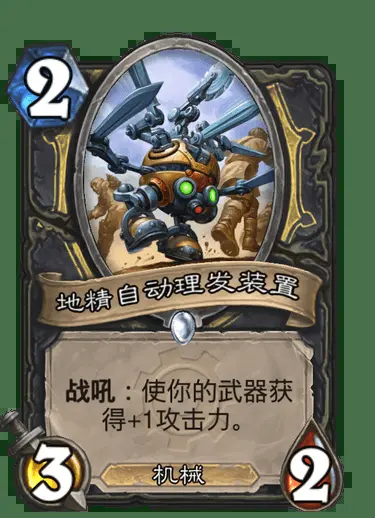 2
地精自动理发装置
战吼：使你的武器获
得+1攻击力。
3
机械
2